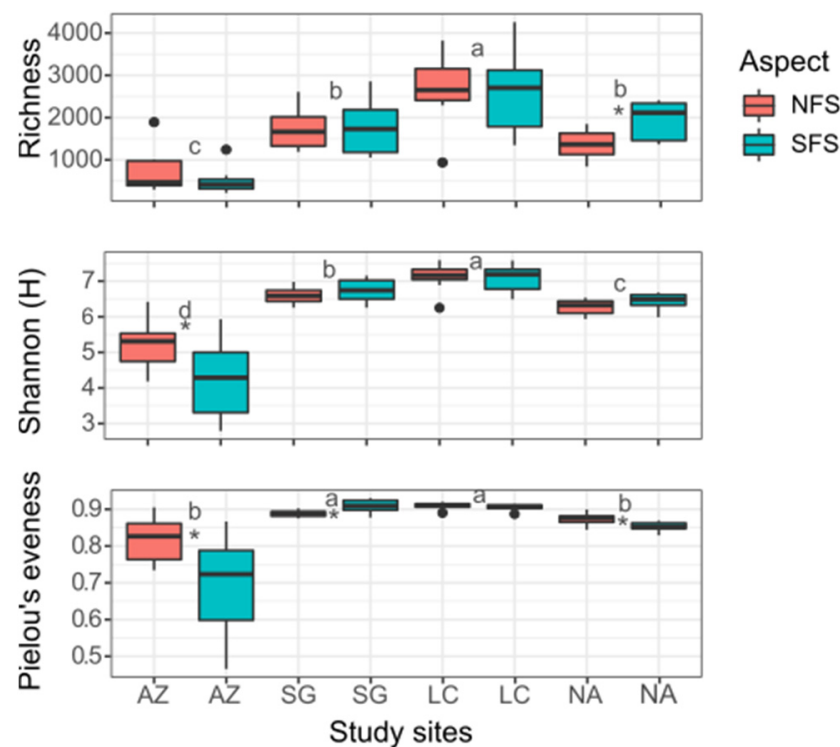 Richness
4000
3000
2000
1000
c
b
a
b
*
Aspect
NFS
SFS
Shannon (H)
7
6
5
4
3
d
*
b
a
c
Pielou's eveness
0.9
0.8
0.7
0.6
0.5
b
*
a
*
a
b
*
AZ AZ SG SG LC LC NA NA
Study sites